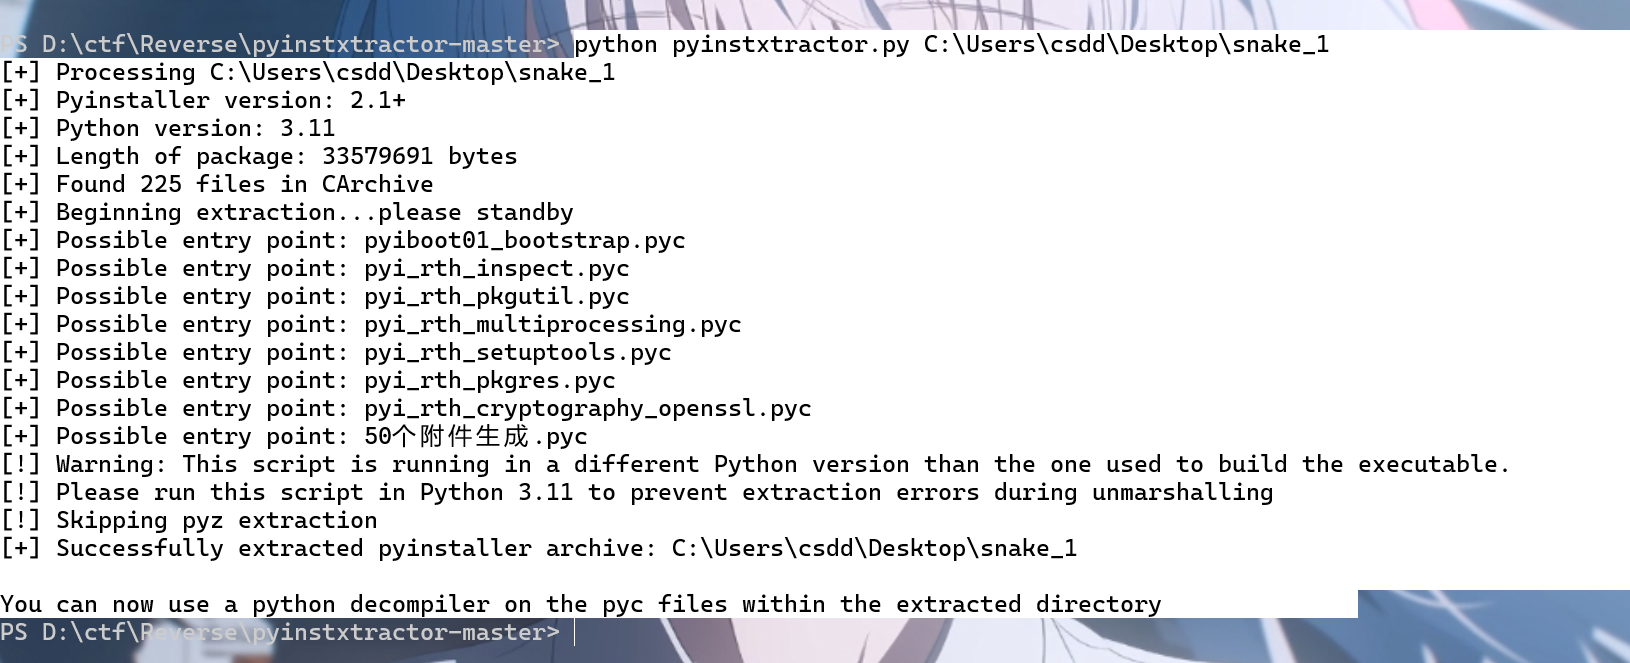 PS D:\ctf\Reverse\pyinstxtractor-master> python pyinstxtractor.py C:\Users\csdd\Desktop\snake_1
[+] Processing C:\Users\csdd\Desktop\snake_1
[+] Pyinstaller version: 2.1+
[+] Python version: 3.11
[+] Length of package: 33579691 bytes
[+] Found 225 files in CArchive
[+] Beginning extraction...please standby
[+] Possible entry point: pyiboot01_bootstrap.pyc
[+] Possible entry point: pyi_rth_inspect.pyc
[+] Possible entry point: pyi_rth_pkgutil.pyc
[+] Possible entry point: pyi_rth_multiprocessing.pyc
[+] Possible entry point: pyi_rth_setuptools.pyc
[+] Possible entry point: pyi_rth_pkgres.pyc
[+] Possible entry point: pyi_rth_cryptography_openssl.pyc
[+] Possible entry point: 50个附件生成.pyc
[!] Warning: This script is running in a different Python version than the one used to build the executable.
[!] Please run this script in Python 3.11 to prevent extraction errors during unmarshalling
[!] Skipping pyz extraction
[+] Successfully extracted pyinstaller archive: C:\Users\csdd\Desktop\snake_1
You can now use a python decompiler on the pyc files within the extracted directory
PS D:\ctf\Reverse\pyinstxtractor-master>